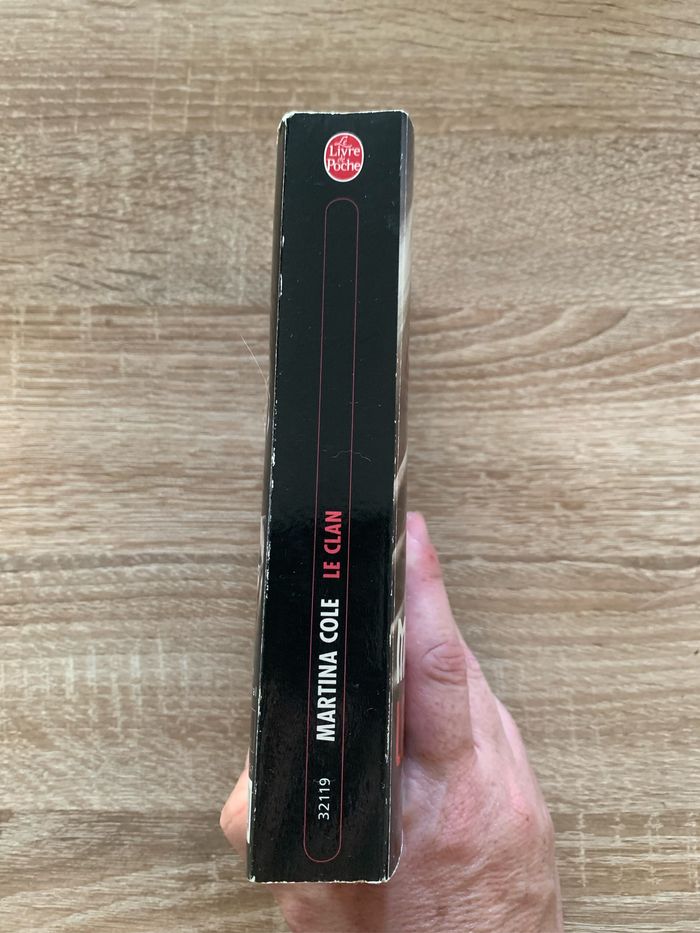 Le
Livre
de
Poche
32119 MARTINA COLE LE CLAN